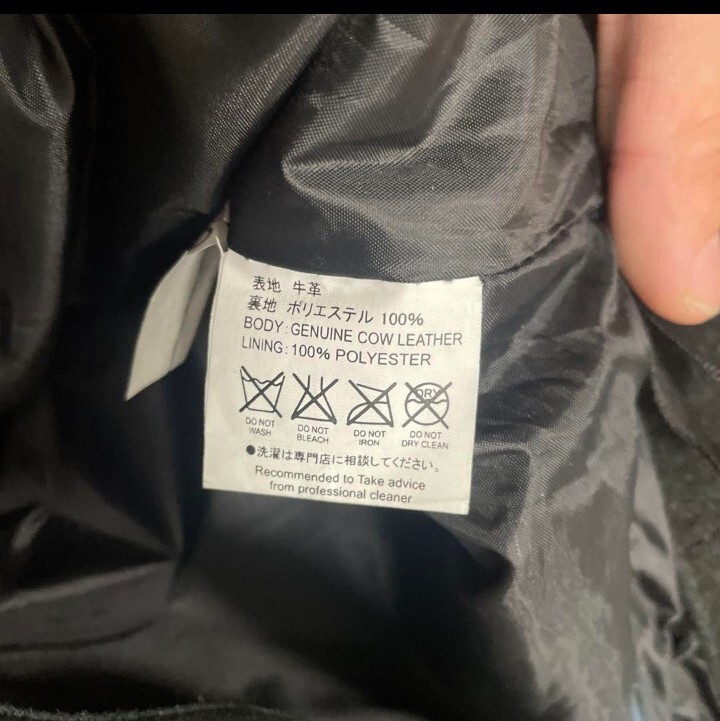 表地 牛革
裏地 ポリエステル 100%
BODY : GENUINE COW LEATHER
LINING : 100% POLYESTER
DRY
DO NOT WASH
DO NOT BLEACH
DO NOT IRON
DO NOT DRY CLEAN
●洗濯は専門店に相談してください。
Recommended to Take advice
from professional cleaner